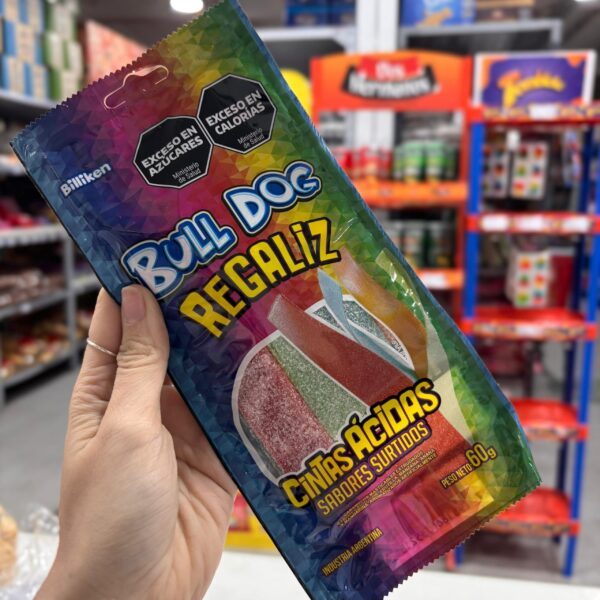 EXCESO EN
AZÚCARES
Ministerio
de Salud
EXCESO EN
CALORÍAS
Ministerio
de Salud
Billiken
BULL DOG
REGALIZ
CINTAS ÁCIDAS
SABORES SURTIDOS
PESO NETO 60g
INDUSTRIA ARGENTINA
Dos
Hermanos